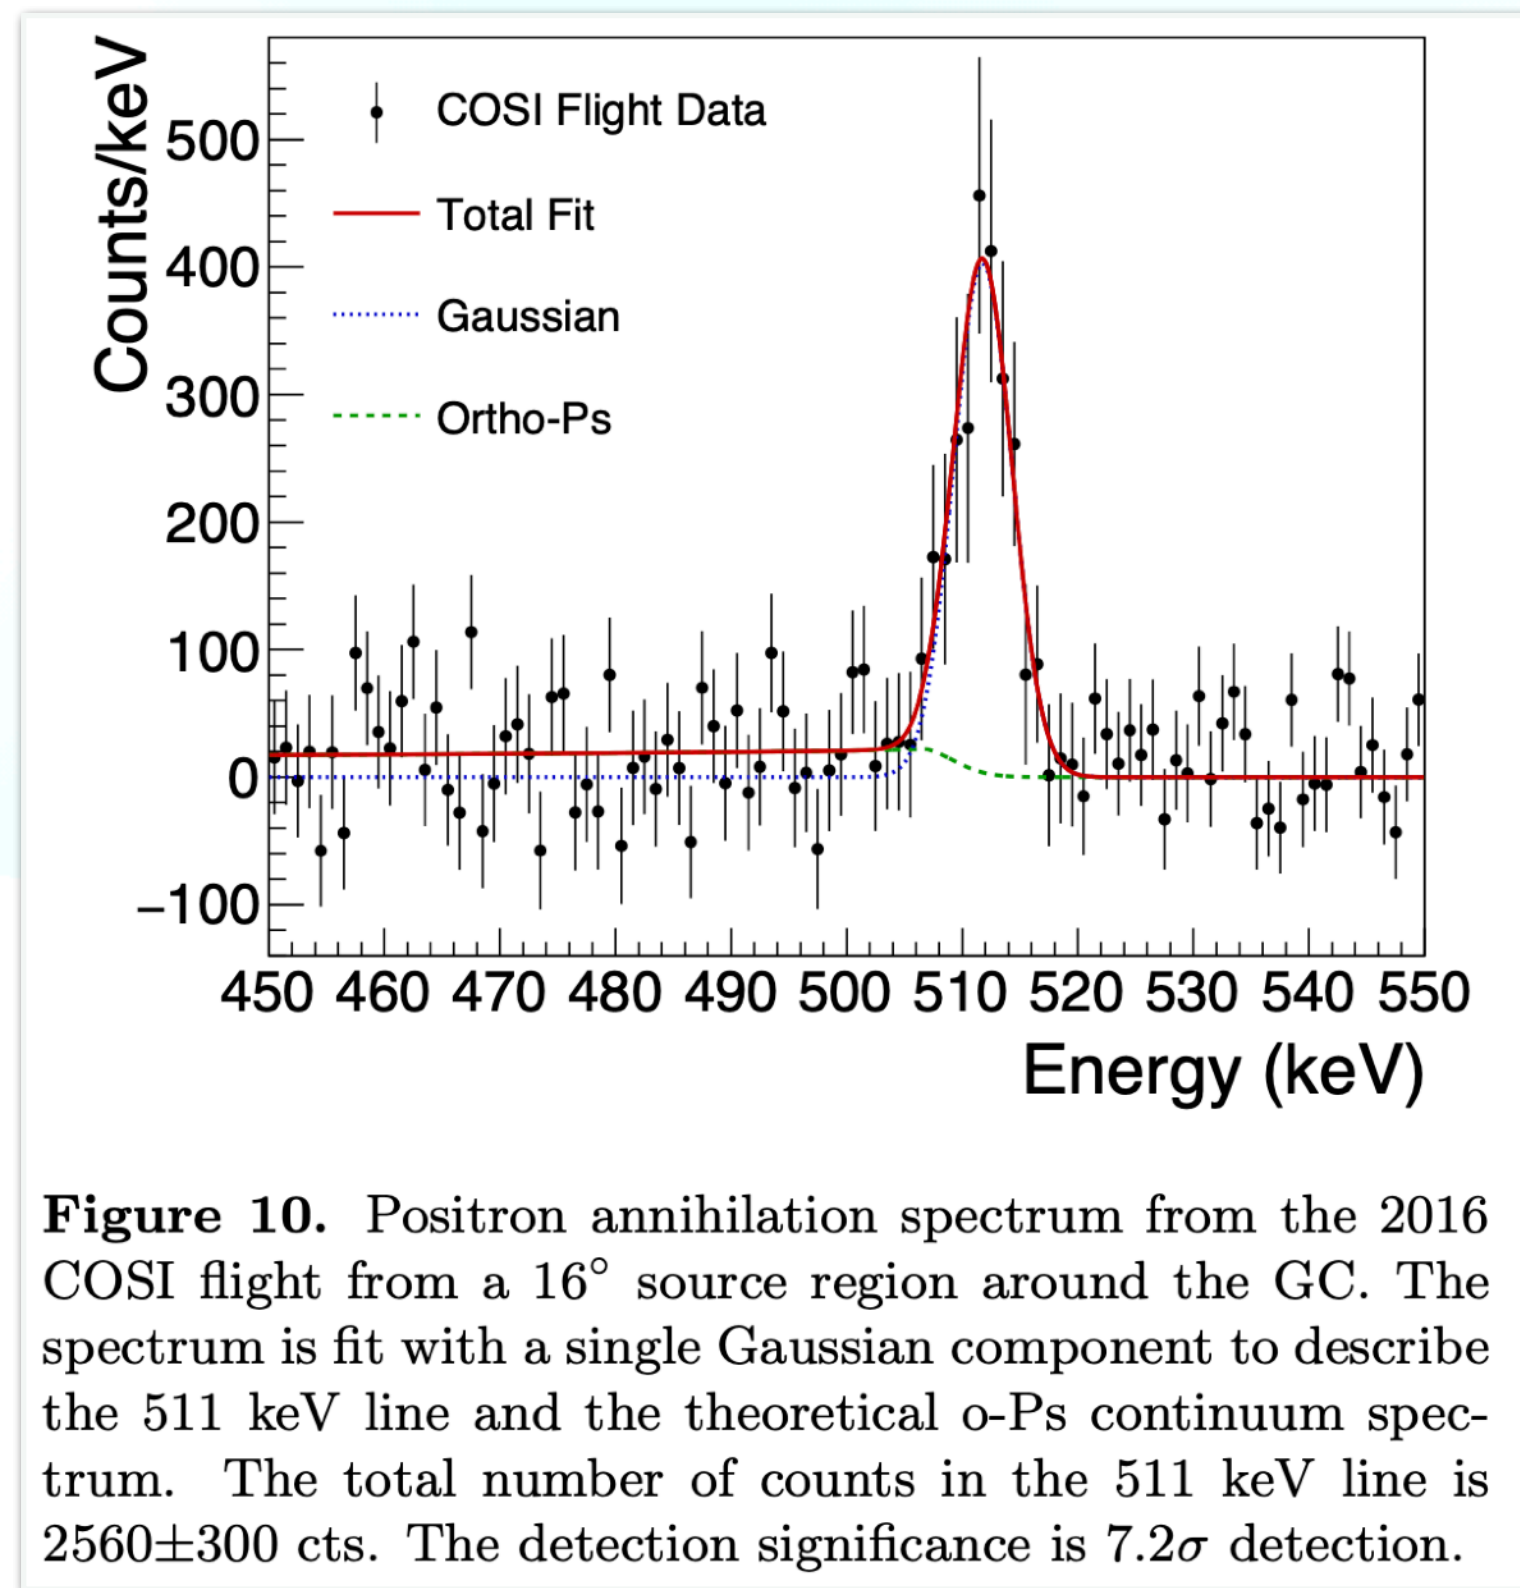 Counts/keV
COSI Flight Data
Total Fit
Gaussian
Ortho-Ps
500
400
300
200
100
0
−100
450 460 470 480 490 500 510 520 530 540 550
Energy (keV)
Figure 10. Positron annihilation spectrum from the 2016
COSI flight from a 16° source region around the GC. The
spectrum is fit with a single Gaussian component to describe
the 511 keV line and the theoretical o-Ps continuum spec-
trum. The total number of counts in the 511 keV line is
2560±300 cts. The detection significance is 7.2σ detection.